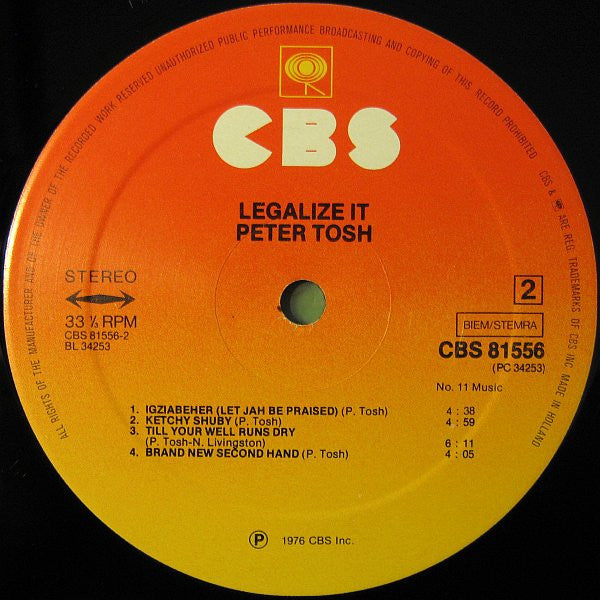 ALL RIGHTS OF THE MANUFACTURER AND OF THE OWNER OF THE RECORDED WORK RESERVED UNAUTHORIZED PUBLIC PERFORMANCE BROADCASTING AND COPYING OF THIS RECORD PROHIBITED
CBS & ARE REG. TRADEMARKS OF CBS INC. MADE IN HOLLAND
CBS
LEGALIZE IT
PETER TOSH
STEREO
33 ⅓ RPM
CBS 81556-2
BL 34253
2
BIEM/STEMRA
CBS 81556
(PC 34253)
No. 11 Music
1. IGZIABEHER (LET JAH BE PRAISED) (P. Tosh) 4 : 38
2. KETCHY SHUBY (P. Tosh) 4 : 59
3. TILL YOUR WELL RUNS DRY
(P. Tosh-N. Livingston) 6 : 11
4. BRAND NEW SECOND HAND (P. Tosh) 4 : 05
Ⓟ 1976 CBS Inc.